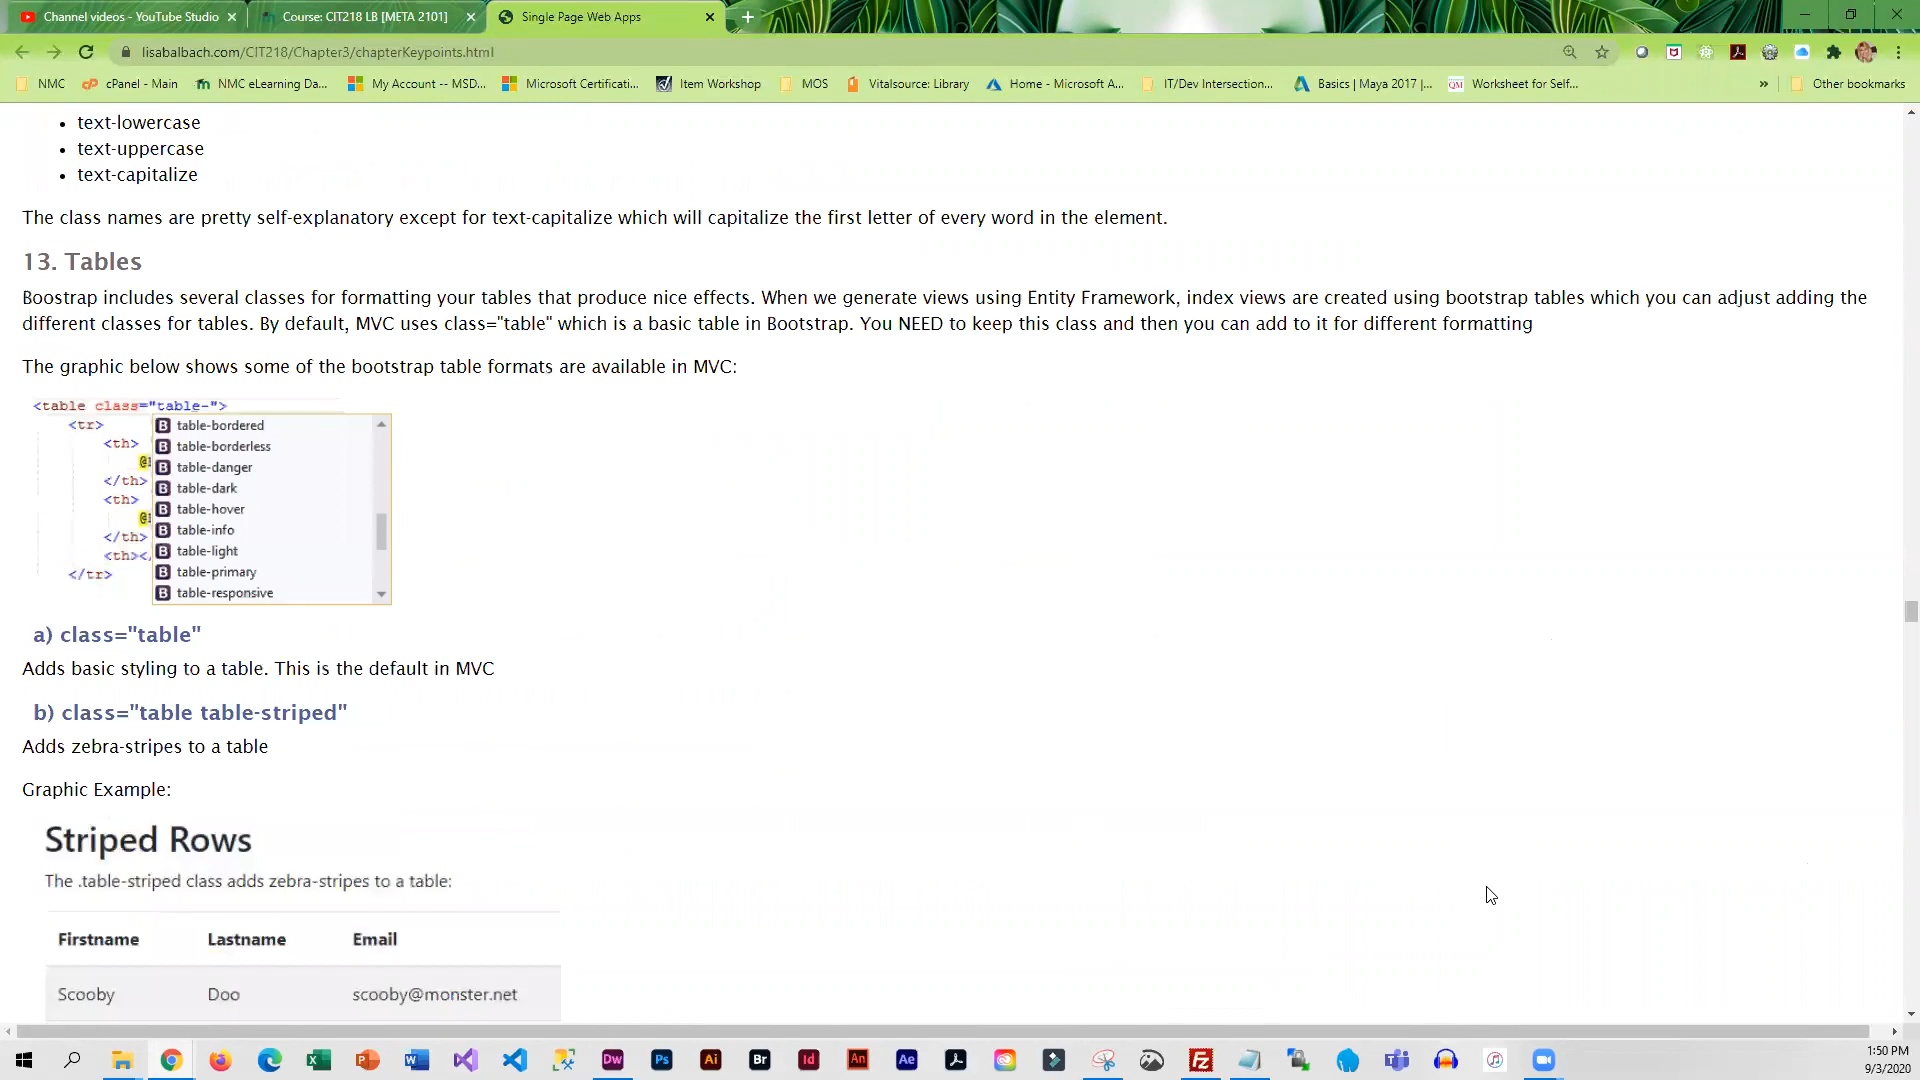 Channel videos - YouTube Studio
Course: CIT218 LB [META 2101]
Single Page Web Apps
lisabalbach.com/CIT218/Chapter3/chapterKeypoints.html
NMC
cPanel - Main
NMC eLearning Da...
My Account -- MSD...
Microsoft Certificati...
Item Workshop
MOS
Vitalsource: Library
Home - Microsoft A...
IT/Dev Intersection...
Basics | Maya 2017 |...
QM Worksheet for Self...
»
Other bookmarks
• text-lowercase
• text-uppercase
• text-capitalize
The class names are pretty self-explanatory except for text-capitalize which will capitalize the first letter of every word in the element.
13. Tables
Boostrap includes several classes for formatting your tables that produce nice effects. When we generate views using Entity Framework, index views are created using bootstrap tables which you can adjust adding the
different classes for tables. By default, MVC uses class="table" which is a basic table in Bootstrap. You NEED to keep this class and then you can add to it for different formatting
The graphic below shows some of the bootstrap table formats are available in MVC:
<table class="table-">
<tr>
<th>
</th>
<th>
</th>
<th><
</tr>
B table-bordered
B table-borderless
B table-danger
B table-dark
B table-hover
B table-info
B table-light
B table-primary
B table-responsive
a) class="table"
Adds basic styling to a table. This is the default in MVC
b) class="table table-striped"
Adds zebra-stripes to a table
Graphic Example:
Striped Rows
The .table-striped class adds zebra-stripes to a table:
Firstname Lastname Email
Scooby Doo scooby@monster.net
Dw
Ps
Ai
Br
Id
An
Ae
1:50 PM
9/3/2020